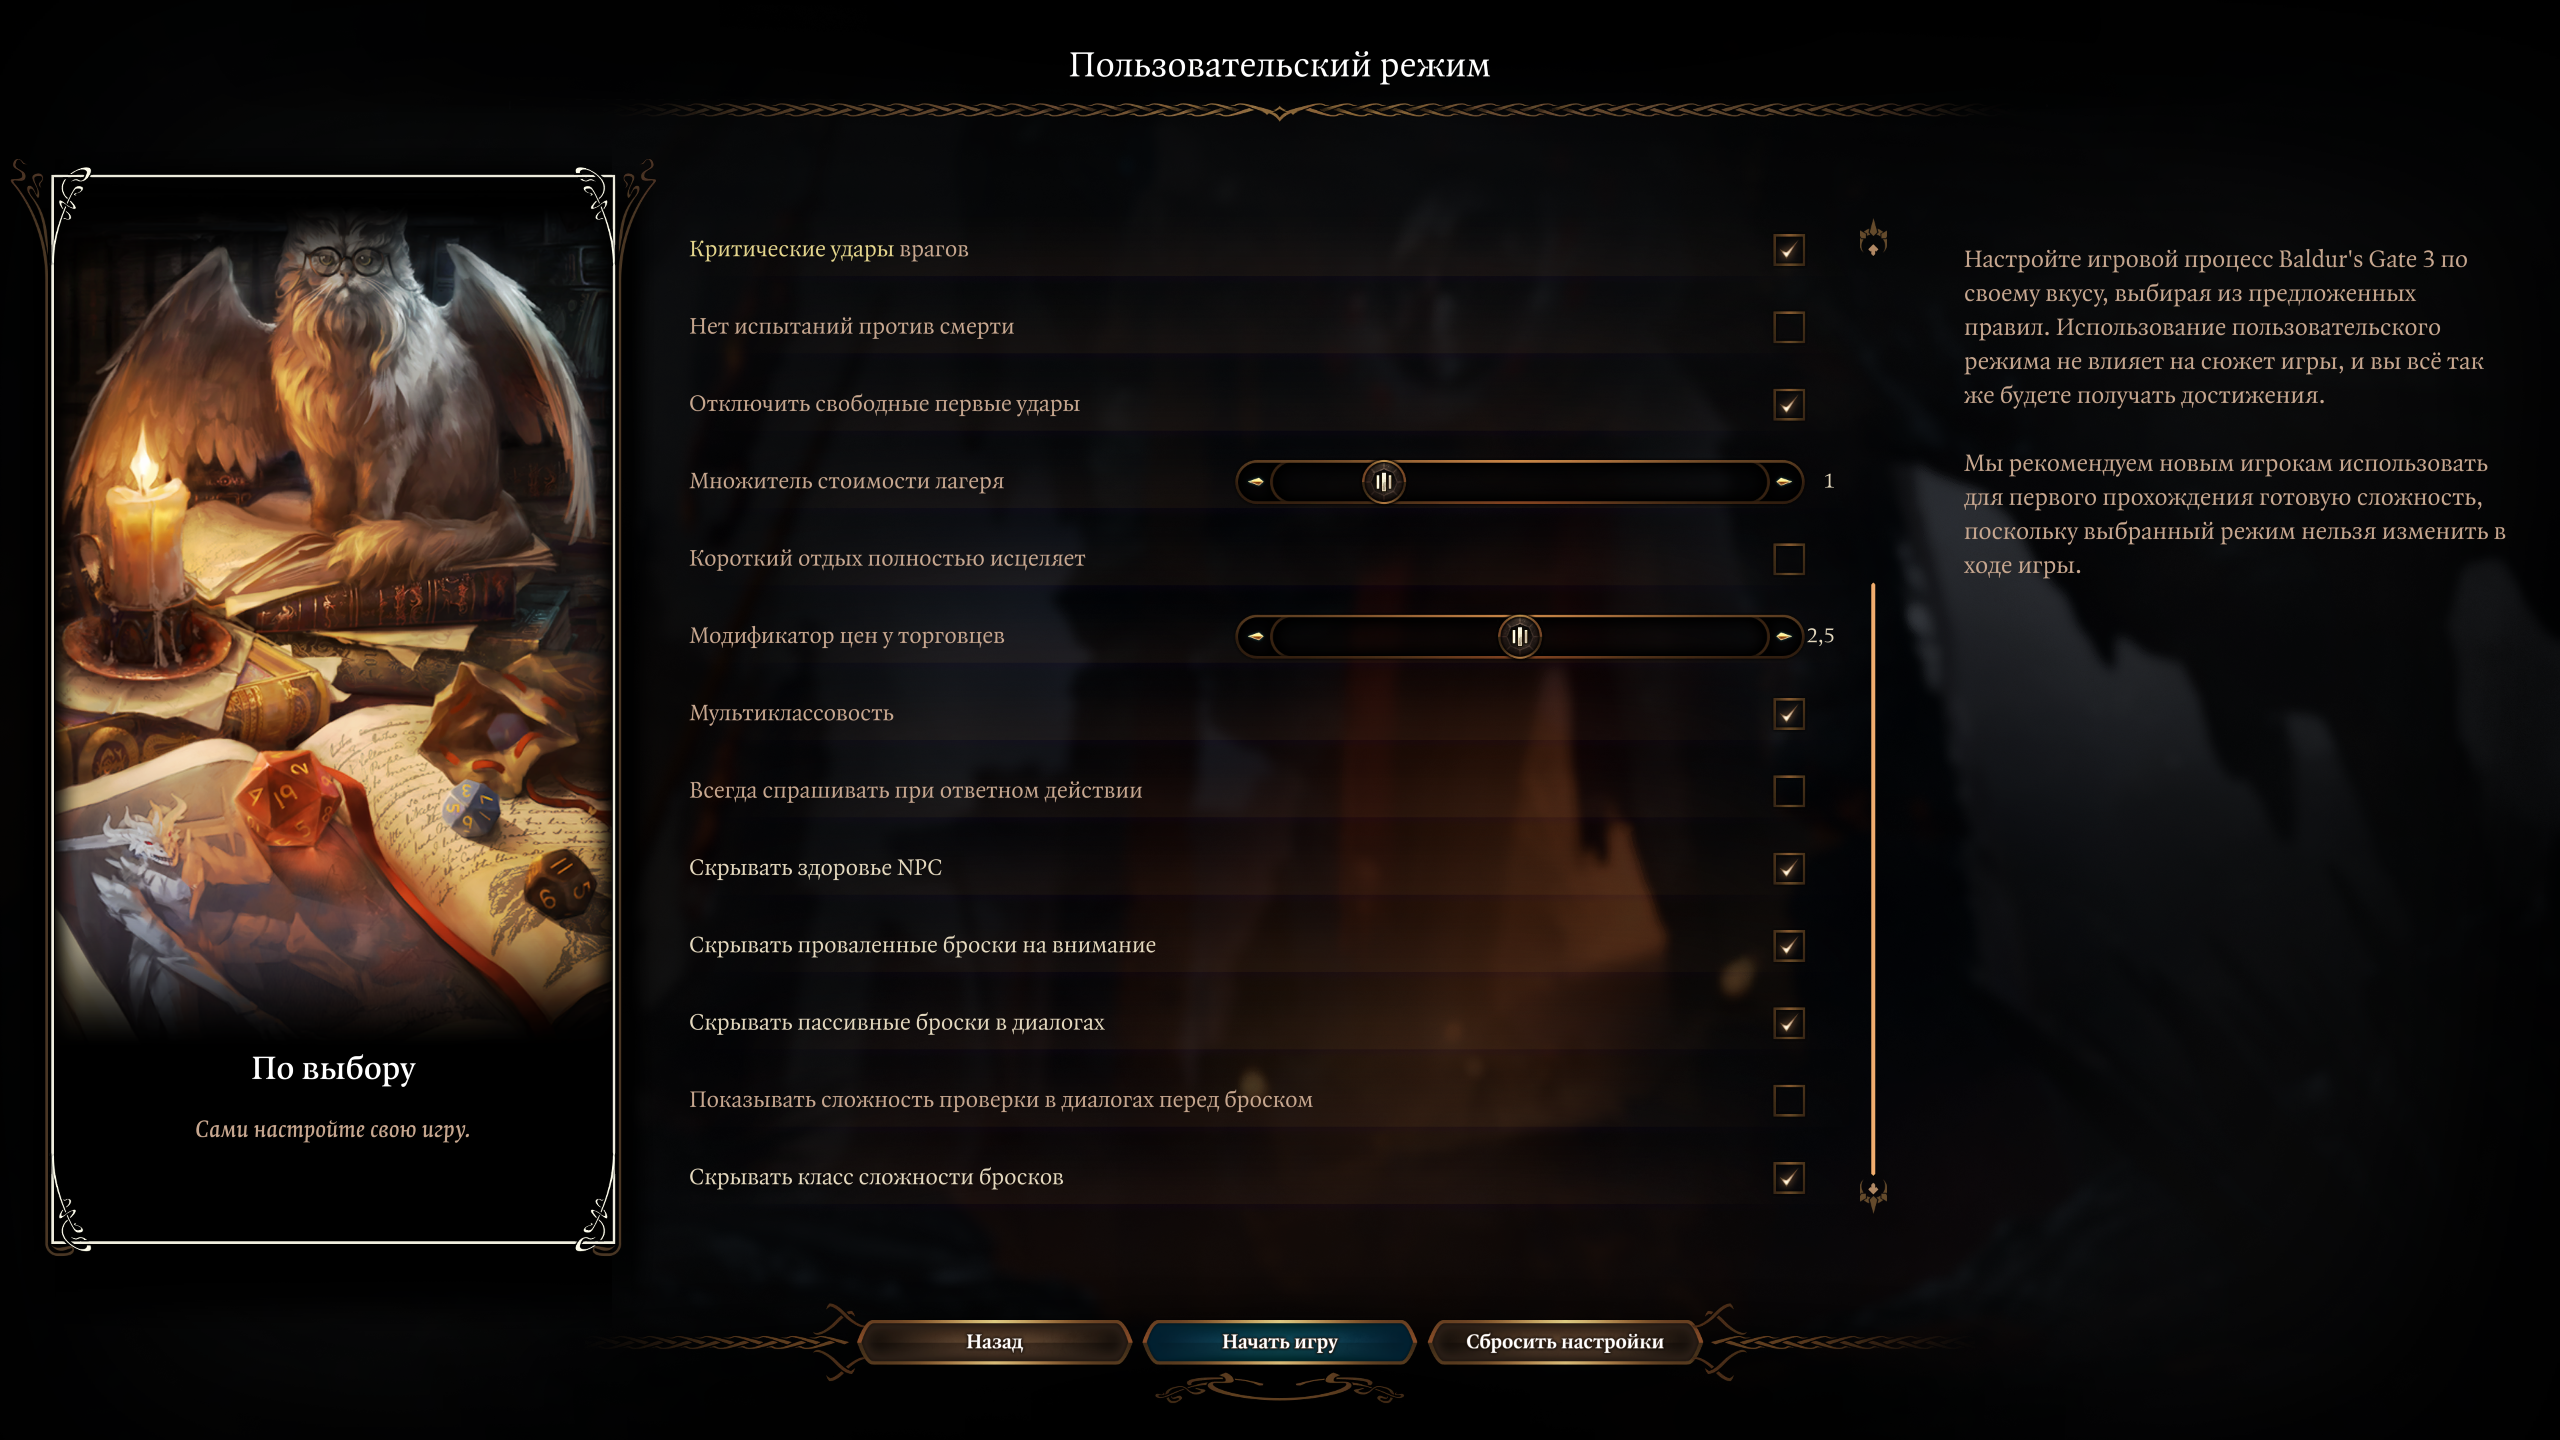 Пользовательский режим
Критические удары врагов
Нет испытаний против смерти
Отключить свободные первые удары
Множитель стоимости лагеря 1
Короткий отдых полностью исцеляет
Модификатор цен у торговцев 2,5
Мультиклассовость
Всегда спрашивать при ответном действии
Скрывать здоровье NPC
Скрывать проваленные броски на внимание
Скрывать пассивные броски в диалогах
Показывать сложность проверки в диалогах перед броском
Скрывать класс сложности бросков
Настройте игровой процесс Baldur's Gate 3 по
своему вкусу, выбирая из предложенных
правил. Использование пользовательского
режима не влияет на сюжет игры, и вы всё так
же будете получать достижения.
Мы рекомендуем новым игрокам использовать
для первого прохождения готовую сложность,
поскольку выбранный режим нельзя изменить в
ходе игры.
По выбору
Сами настройте свою игру.
Назад
Начать игру
Сбросить настройки